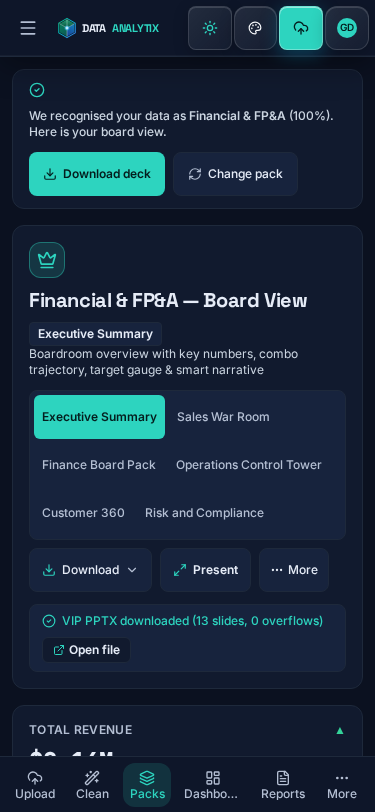 DATA ANALYTIX
GD
We recognised your data as Financial & FP&A (100%).
Here is your board view.
Download deck
Change pack
Financial & FP&A — Board View
Executive Summary
Boardroom overview with key numbers, combo
trajectory, target gauge & smart narrative
Executive Summary
Sales War Room
Finance Board Pack
Operations Control Tower
Customer 360
Risk and Compliance
Download
Present
More
VIP PPTX downloaded (13 slides, 0 overflows)
Open file
TOTAL REVENUE ▲
Upload
Clean
Packs
Dashbo...
Reports
More